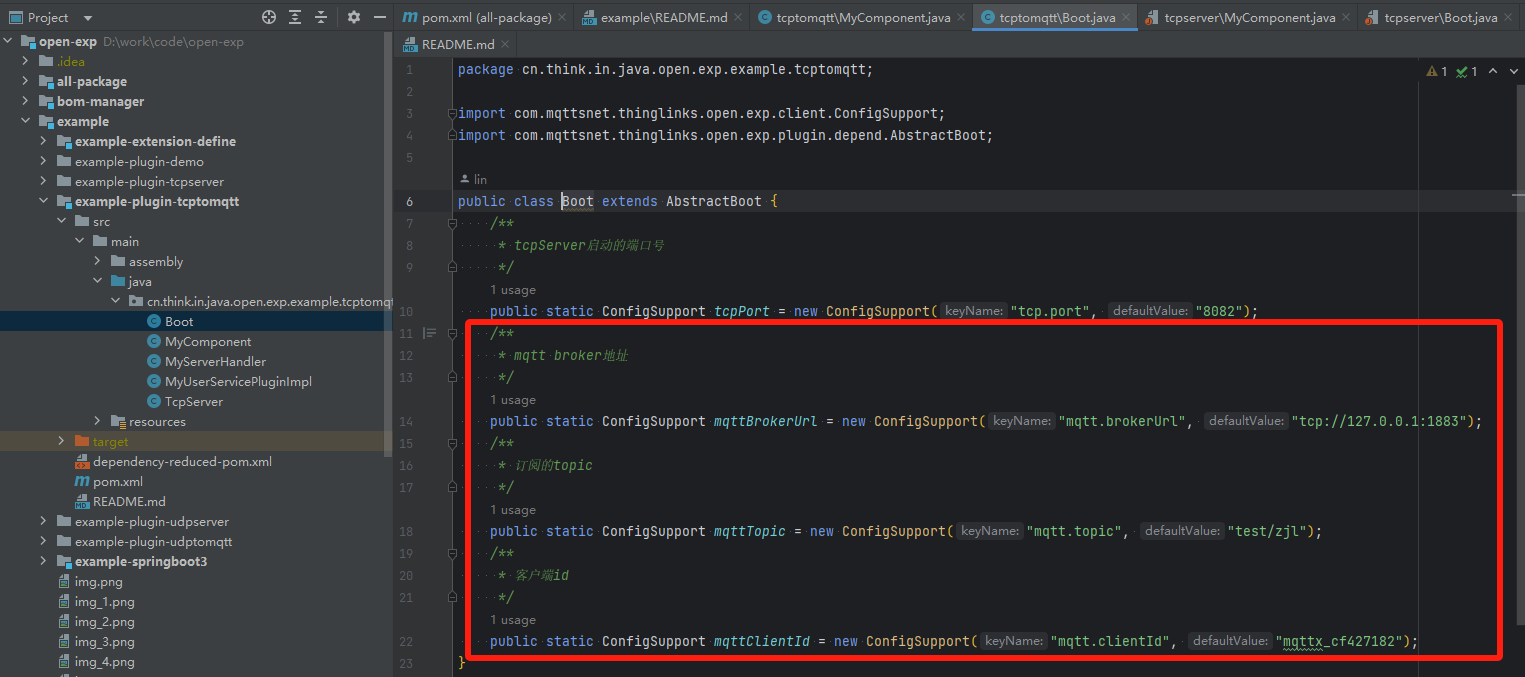 Project
open-exp D:\work\code\open-exp
.idea
all-package
bom-manager
example
example-extension-define
example-plugin-demo
example-plugin-tcpserver
example-plugin-tcptomqtt
src
main
assembly
java
cn.think.in.java.open.exp.example.tcptomqt
Boot
MyComponent
MyServerHandler
MyUserServicePluginImpl
TcpServer
resources
target
dependency-reduced-pom.xml
pom.xml
README.md
example-plugin-udpserver
example-plugin-udptomqtt
example-springboot3
img.png
img_1.png
img_2.png
img_3.png
img_4.png
pom.xml (all-package) example\README.md tcptomqtt\MyComponent.java tcptomqtt\Boot.java tcpserver\MyComponent.java tcpserver\Boot.java
README.md
1 1
1 package cn.think.in.java.open.exp.example.tcptomqtt;
2
3 import com.mqttsnet.thinglinks.open.exp.client.ConfigSupport;
4 import com.mqttsnet.thinglinks.open.exp.plugin.depend.AbstractBoot;
5
lin
6 public class Boot extends AbstractBoot {
7 /**
8 * tcpServer启动的端口号
9 */
1 usage
10 public static ConfigSupport tcpPort = new ConfigSupport( keyName: "tcp.port", defaultValue: "8082");
11 /**
12 * mqtt broker地址
13 */
1 usage
14 public static ConfigSupport mqttBrokerUrl = new ConfigSupport( keyName: "mqtt.brokerUrl", defaultValue: "tcp://127.0.0.1:1883");
15 /**
16 * 订阅的topic
17 */
1 usage
18 public static ConfigSupport mqttTopic = new ConfigSupport( keyName: "mqtt.topic", defaultValue: "test/zjl");
19 /**
20 * 客户端id
21 */
1 usage
22 public static ConfigSupport mqttClientId = new ConfigSupport( keyName: "mqtt.clientId", defaultValue: "mqttx_cf427182");
23 }